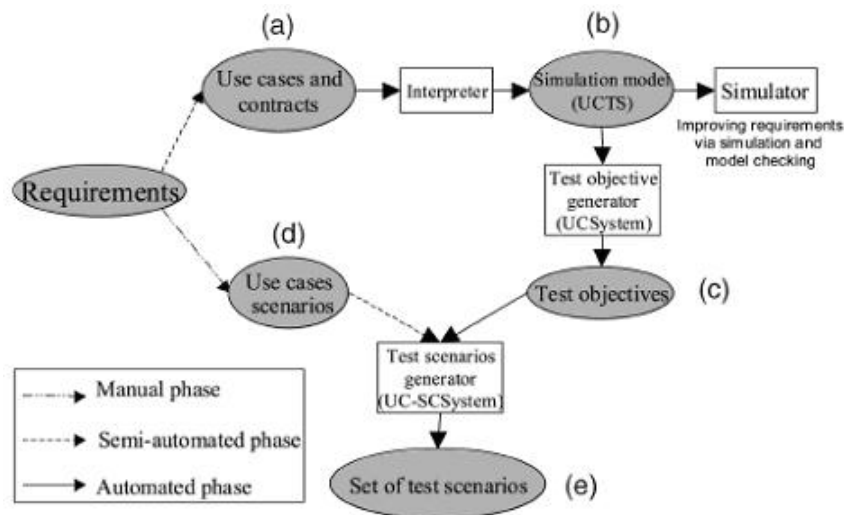 (a)
(b)
Use cases and
contracts
Interpreter
Simulation model
(UCTS)
Simulator
Improving requirements
via simulation and
model checking
Requirements
Test objective
generator
(UCSystem)
(d)
Use cases
scenarios
Test objectives
(c)
Test scenarios
generator
(UC-SCSystem)
Manual phase
Semi-automated phase
Automated phase
Set of test scenarios
(e)